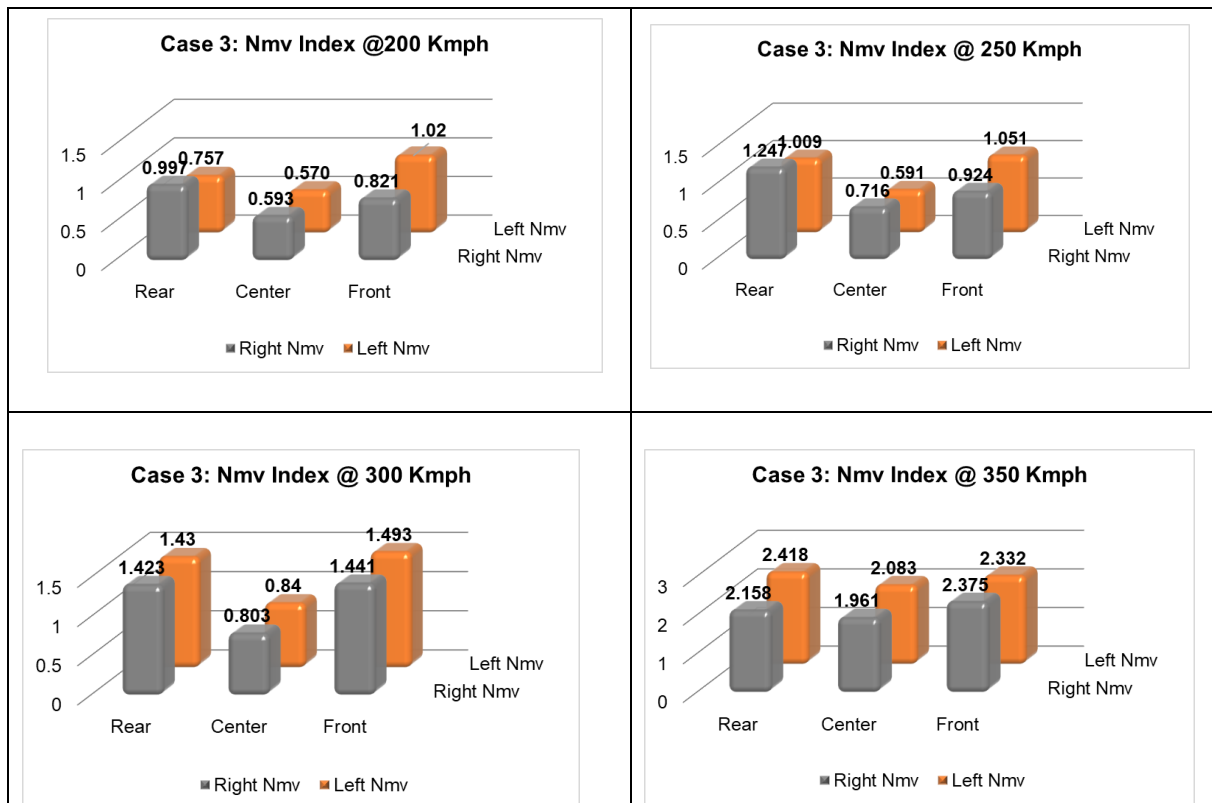 Case 3: Nmv Index @200 Kmph
1.02
0.997 0.757
0.593 0.570 0.821
1.5
1
0.5
0
Left Nmv
Right Nmv
Rear Center Front
Right Nmv Left Nmv
Case 3: Nmv Index @ 250 Kmph
1.247 1.009
0.716 0.591
0.924 1.051
1.5
1
0.5
0
Left Nmv
Right Nmv
Rear Center Front
Right Nmv Left Nmv
Case 3: Nmv Index @ 300 Kmph
1.423 1.43
0.803 0.84
1.441 1.493
1.5
1
0.5
0
Left Nmv
Right Nmv
Rear Center Front
Right Nmv Left Nmv
Case 3: Nmv Index @ 350 Kmph
2.158 2.418
1.961 2.083
2.375 2.332
3
2
1
0
Left Nmv
Right Nmv
Rear Center Front
Right Nmv Left Nmv